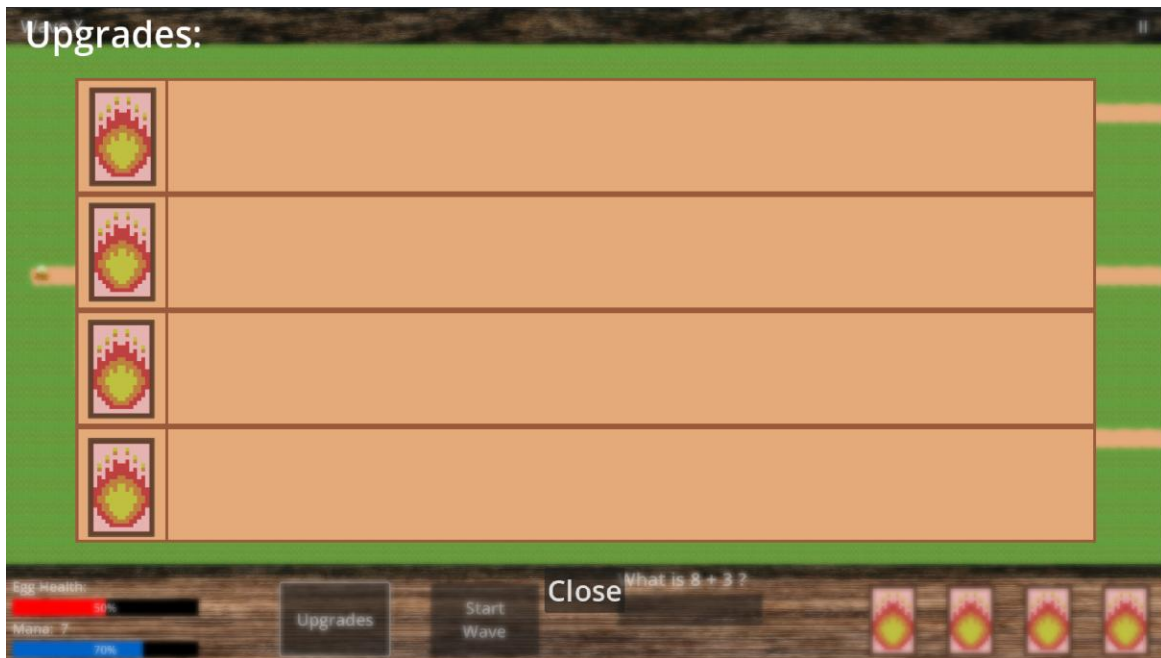 Upgrades:
Egg Health:
50%
Mana: 7
70%
Upgrades
Start
Wave
Close
What is 8 + 3 ?